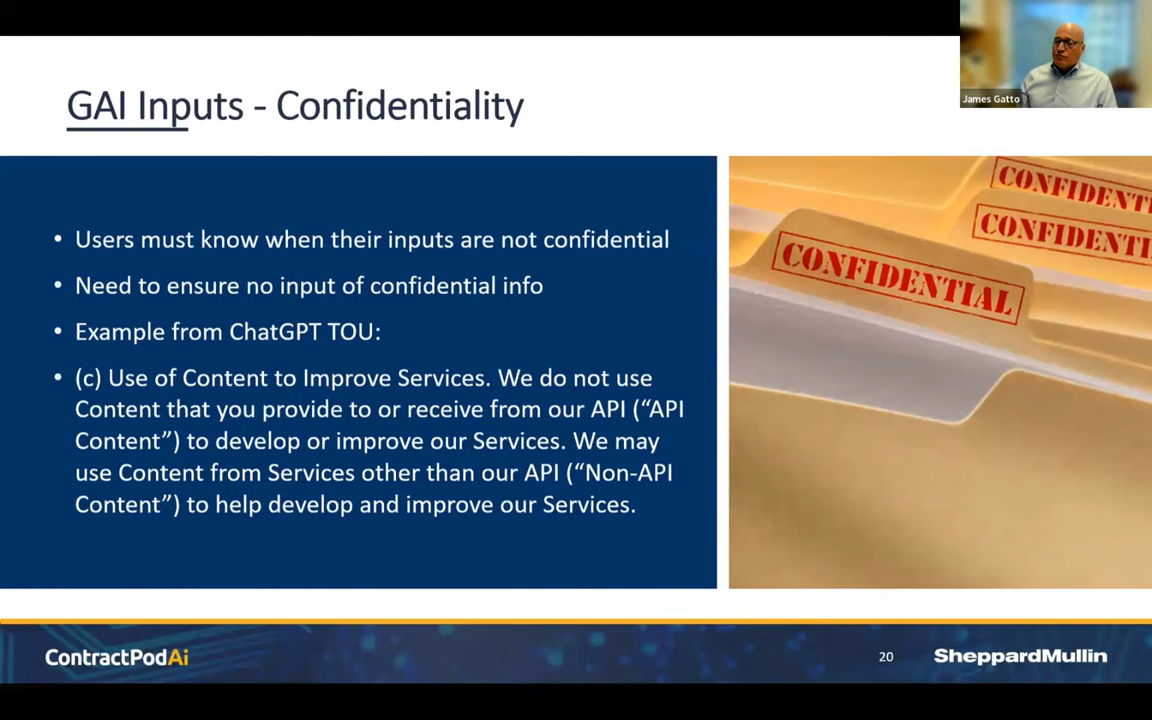 James Gatto
GAI Inputs - Confidentiality
• Users must know when their inputs are not confidential
• Need to ensure no input of confidential info
• Example from ChatGPT TOU:
• (c) Use of Content to Improve Services. We do not use
Content that you provide to or receive from our API (“API
Content”) to develop or improve our Services. We may
use Content from Services other than our API (“Non-API
Content”) to help develop and improve our Services.
CONFIDENT
CONFIDENTI
CONFIDENTIAL
ContractPodAi
20
SheppardMullin